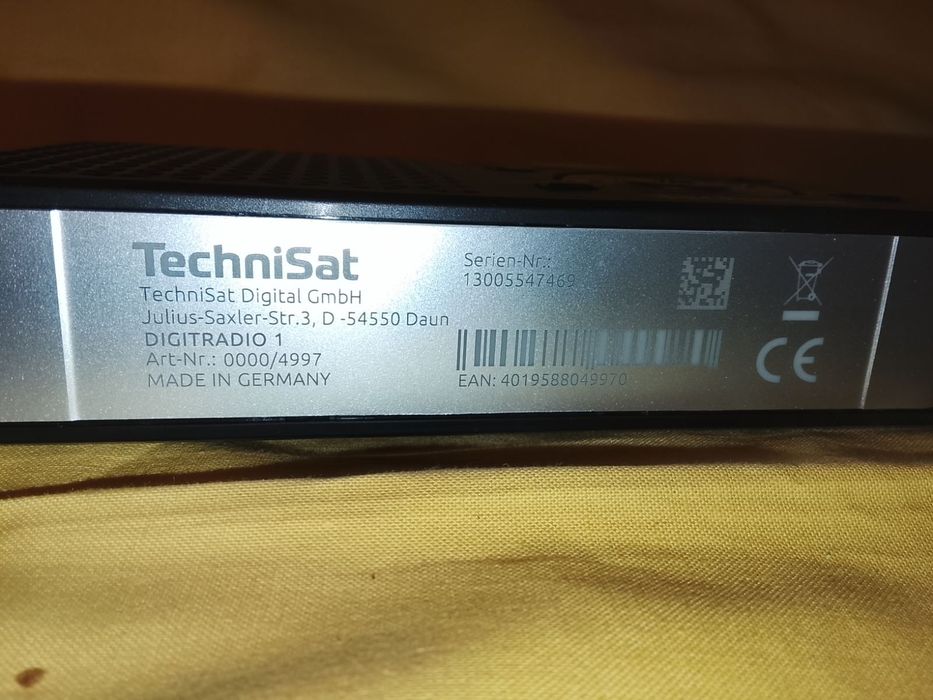 TechniSat
TechniSat Digital GmbH
Julius-Saxler-Str.3, D -54550 Daun
DIGITRADIO 1
Art-Nr.: 0000/4997
MADE IN GERMANY
Serien-Nr.:
13005547469
EAN: 4019588049970
CE